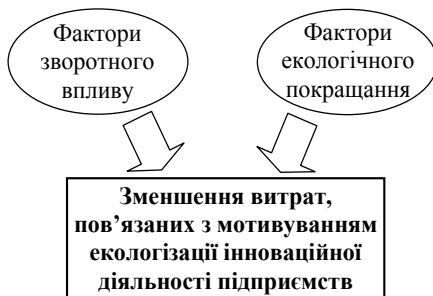 Фактори
зворотного
впливу
Фактори
екологічного
покращання
Зменшення витрат,
пов’язаних з мотивуванням
екологізації інноваційної
діяльності підприємств